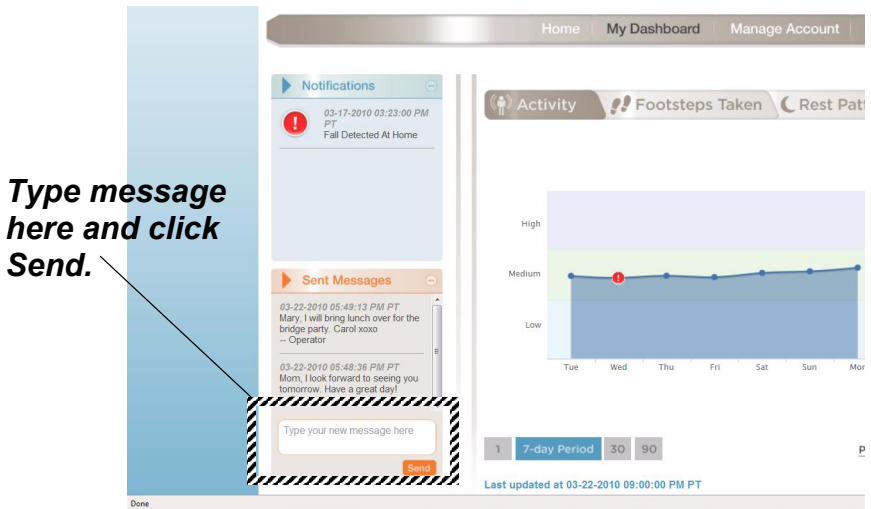 Home My Dashboard Manage Account
Notifications
03-17-2010 03:23:00 PM
PT
Fall Detected At Home
Activity Footsteps Taken Rest Patt
Type message
here and click
Send.
High
Medium
Low
Tue Wed Thu Fri Sat Sun Mon
Sent Messages
03-22-2010 05:49:13 PM PT
Mary, I will bring lunch over for the
bridge party. Carol xoxo
-- Operator
03-22-2010 05:48:36 PM PT
Mom, I look forward to seeing you
tomorrow. Have a great day!
Type your new message here
Send
1 7-day Period 30 90
P
Last updated at 03-22-2010 09:00:00 PM PT
Done